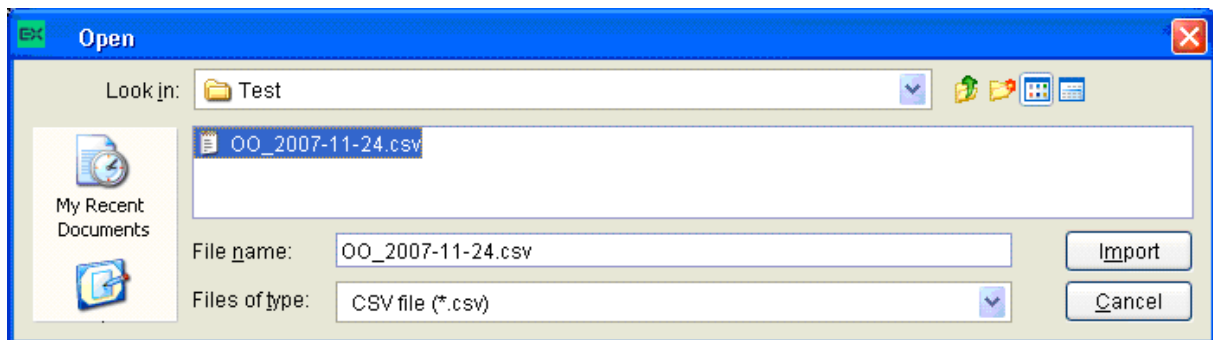 EX Open
Look in: Test
OO_2007-11-24.csv
My Recent
Documents
File name: OO_2007-11-24.csv Import
Files of type: CSV file (*.csv) Cancel